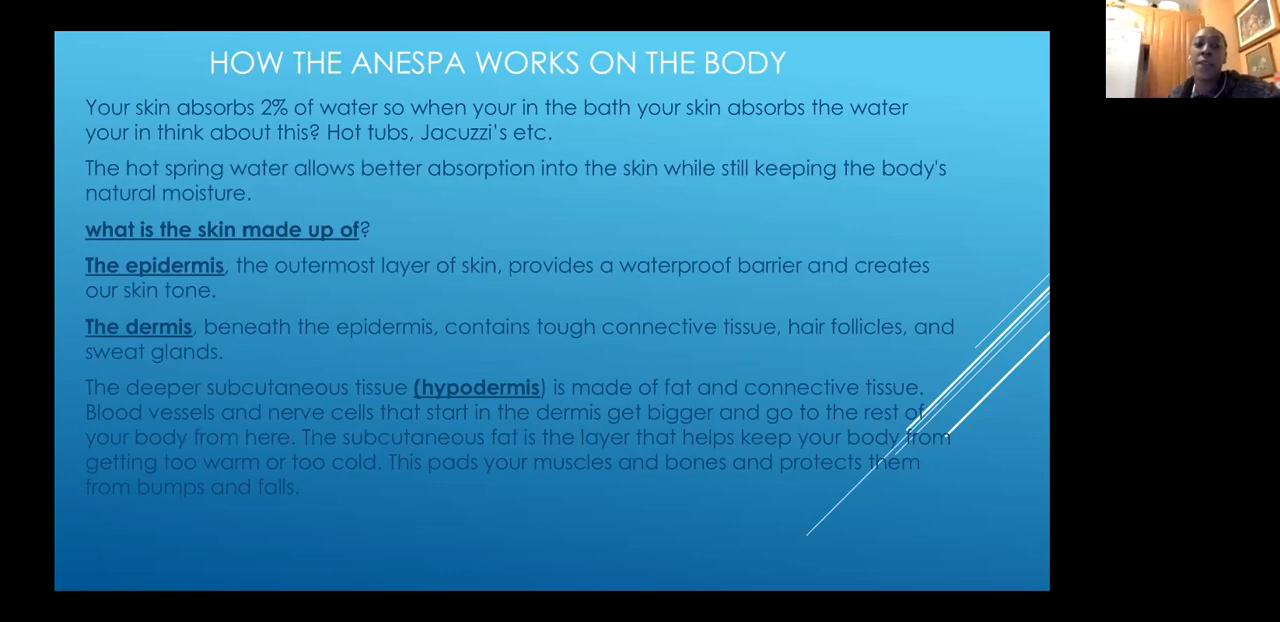 HOW THE ANESPA WORKS ON THE BODY
Your skin absorbs 2% of water so when your in the bath your skin absorbs the water
your in think about this? Hot tubs, Jacuzzi's etc.
The hot spring water allows better absorption into the skin while still keeping the body's
natural moisture.
what is the skin made up of?
The epidermis, the outermost layer of skin, provides a waterproof barrier and creates
our skin tone.
The dermis, beneath the epidermis, contains tough connective tissue, hair follicles, and
sweat glands.
The deeper subcutaneous tissue (hypodermis) is made of fat and connective tissue.
Blood vessels and nerve cells that start in the dermis get bigger and go to the rest of
your body from here. The subcutaneous fat is the layer that helps keep your body from
getting too warm or too cold. This pads your muscles and bones and protects them
from bumps and falls.